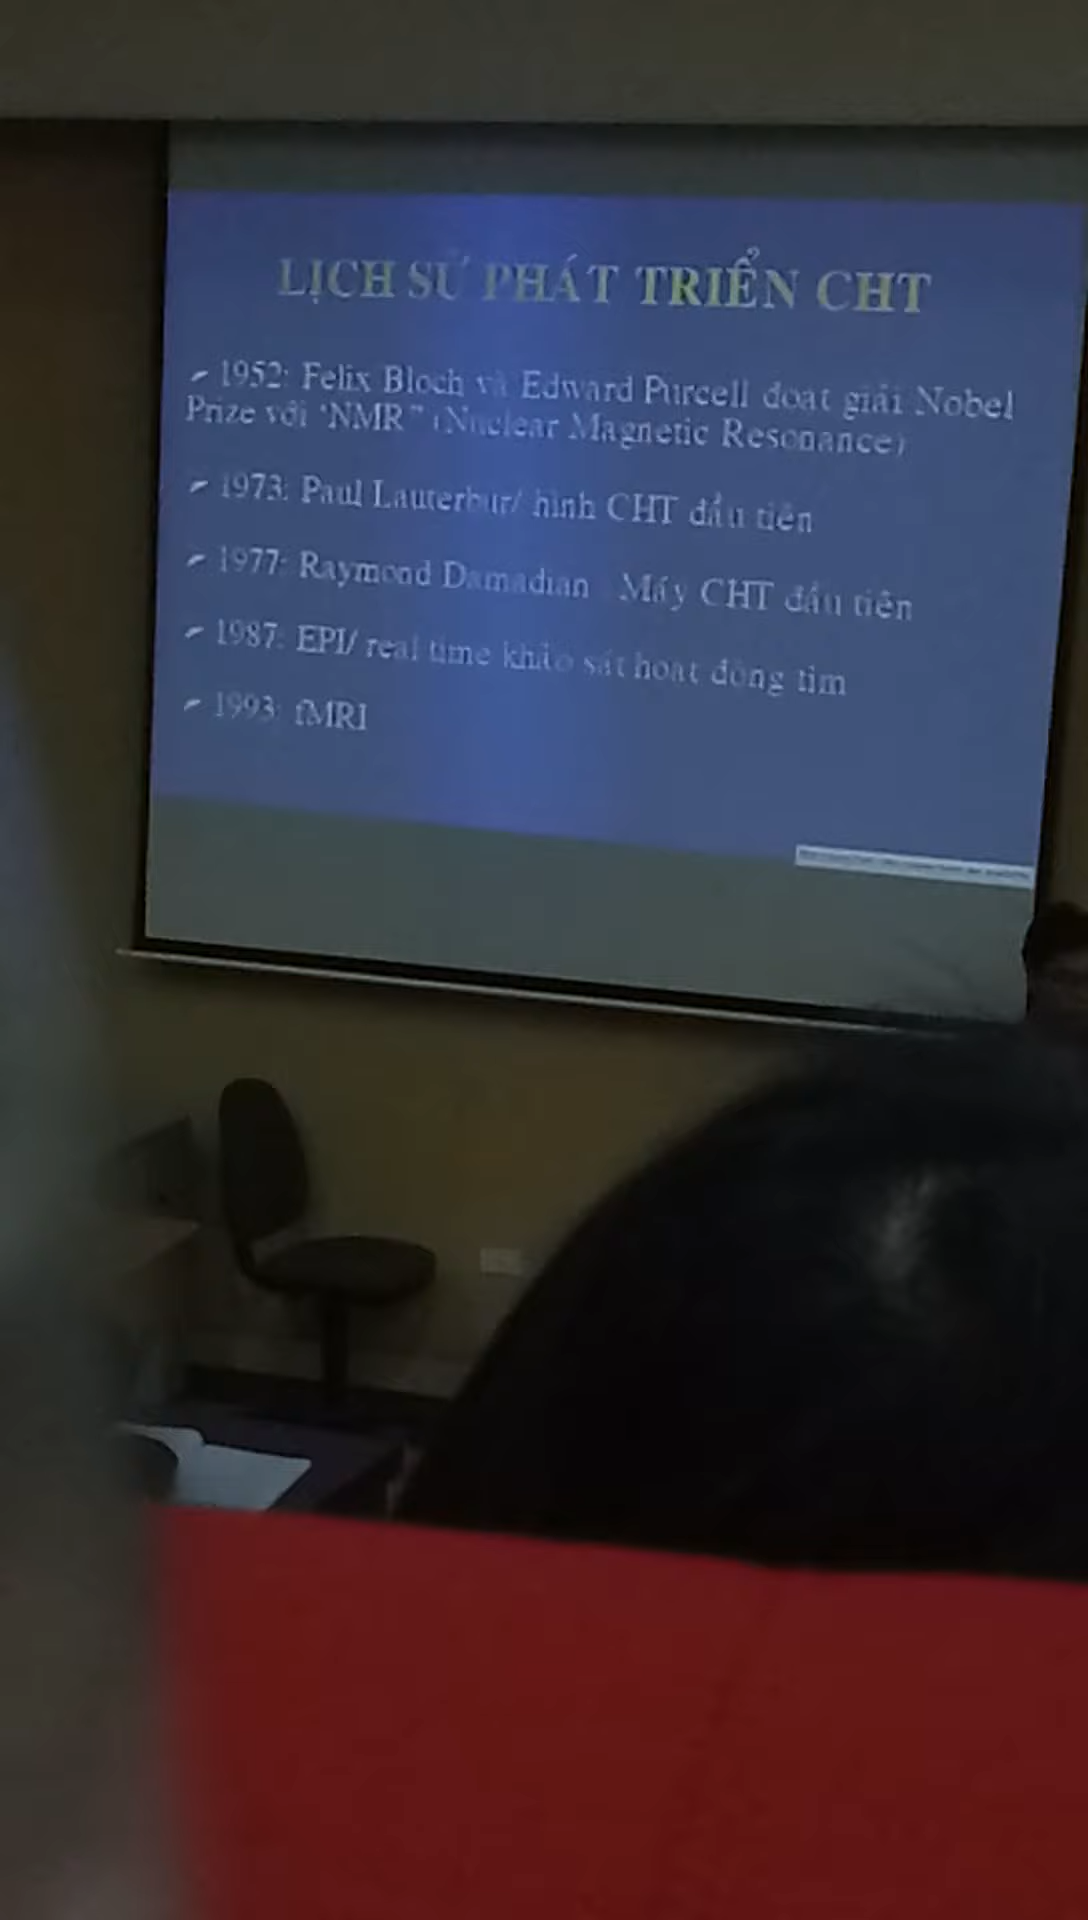 LỊCH SỬ PHÁT TRIỂN CHT
1952: Felix Bloch và Edward Purcell đoạt giải Nobel
Prize với "NMR" (Nuclear Magnetic Resonance)
1973: Paul Lauterbur/ hình CHT đầu tiên
1977: Raymond Damadian Máy CHT đầu tiên
1987: EPI/ real time khảo sát hoạt động tim
1993: fMRI